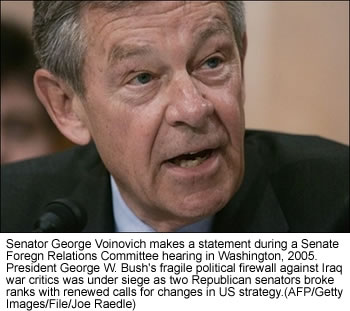 Senator George Voinovich makes a statement during a Senate
Foregn Relations Committee hearing in Washington, 2005.
President George W. Bush's fragile political firewall against Iraq
war critics was under siege as two Republican senators broke
ranks with renewed calls for changes in US strategy.(AFP/Getty
Images/File/Joe Raedle)